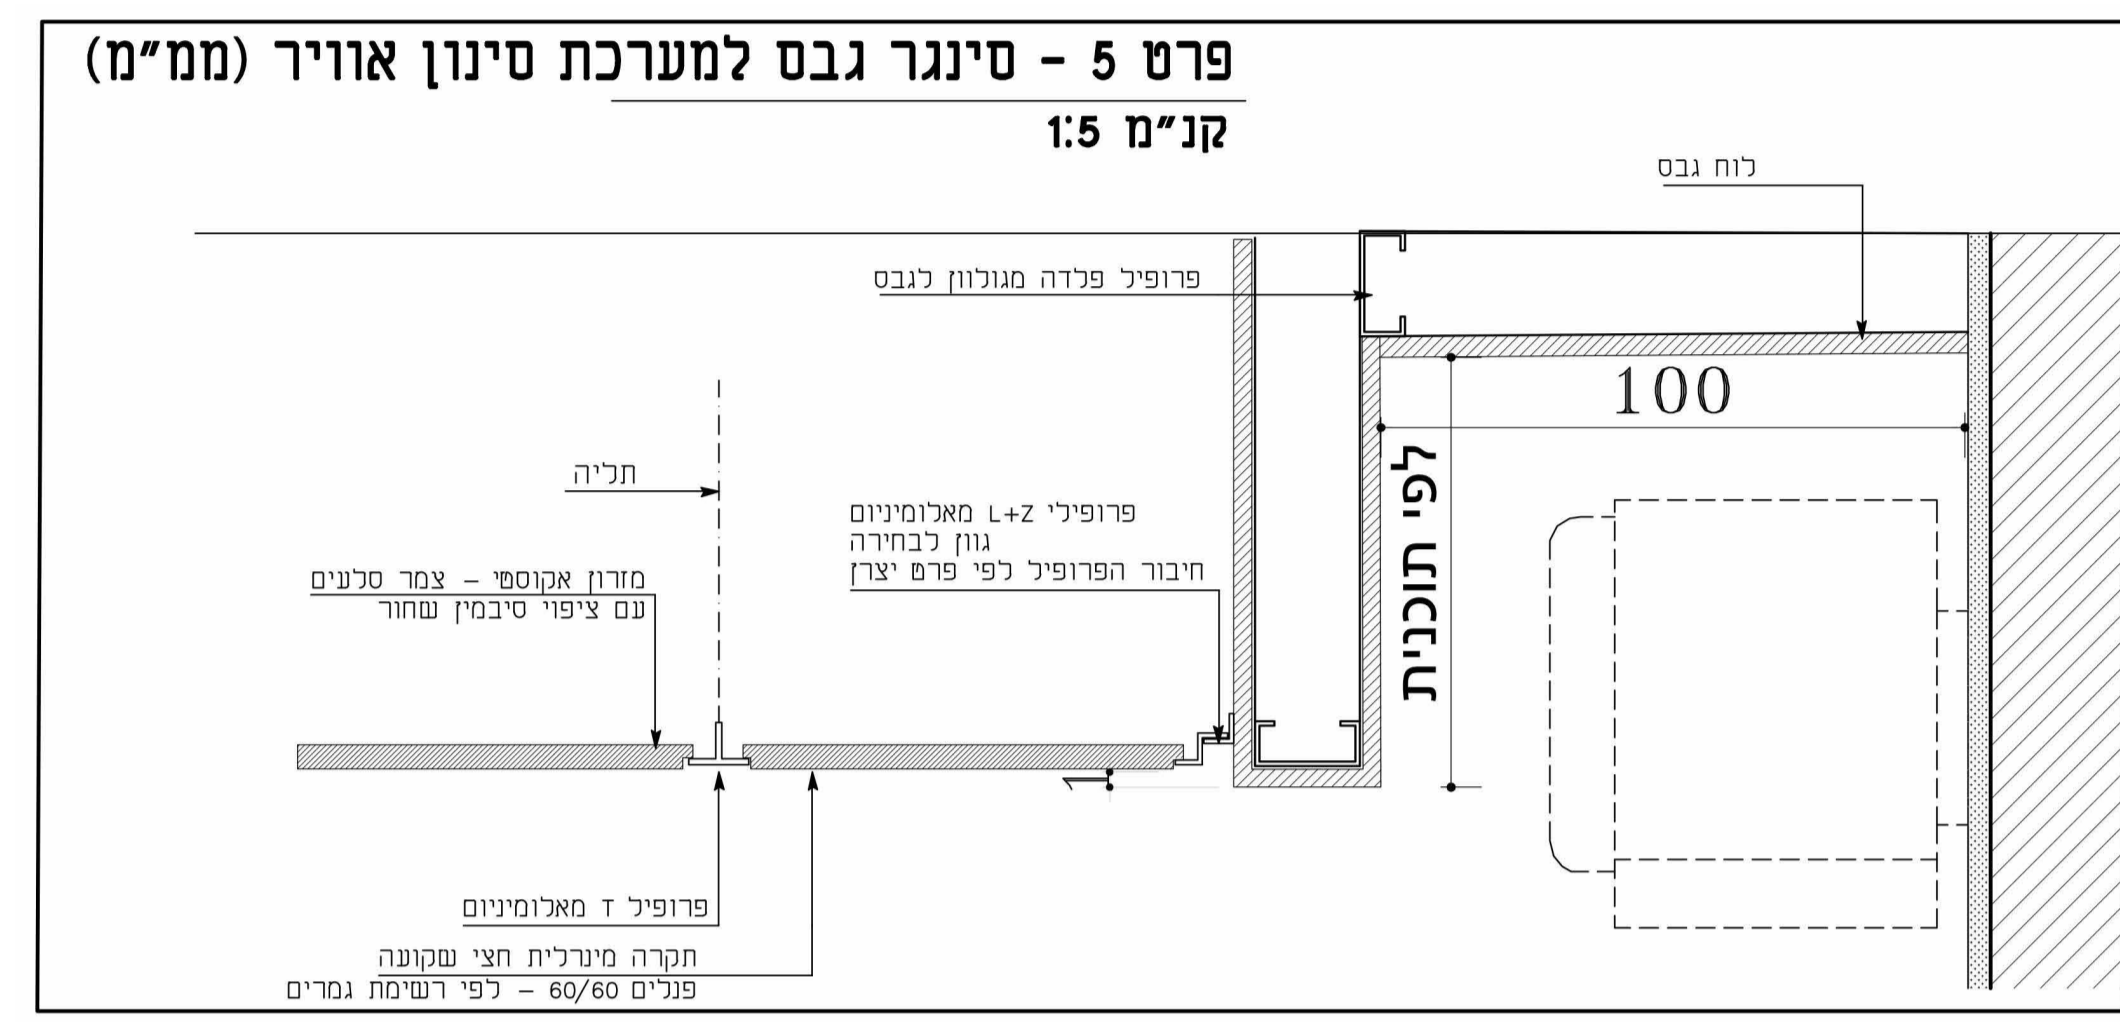 פרט 5 - סינגר גבס למערכת סינון אוויר (ממ"מ)
קנ"מ 1:5
לוח גבס
פרופיל פלדה מגולוון לגבס
100
לפי תוכנית
תליה
פרופילי L+Z מאלומיניום
גוון לבחירה
חיבור הפרופיל לפי פרט יצרן
מזרון אקוסטי - צמר סלעים
עם ציפוי סיבמין שחור
1
פרופיל T מאלומיניום
תקרה מינרלית חצי שקועה
פנלים 60/60 - לפי רשימת גמרים